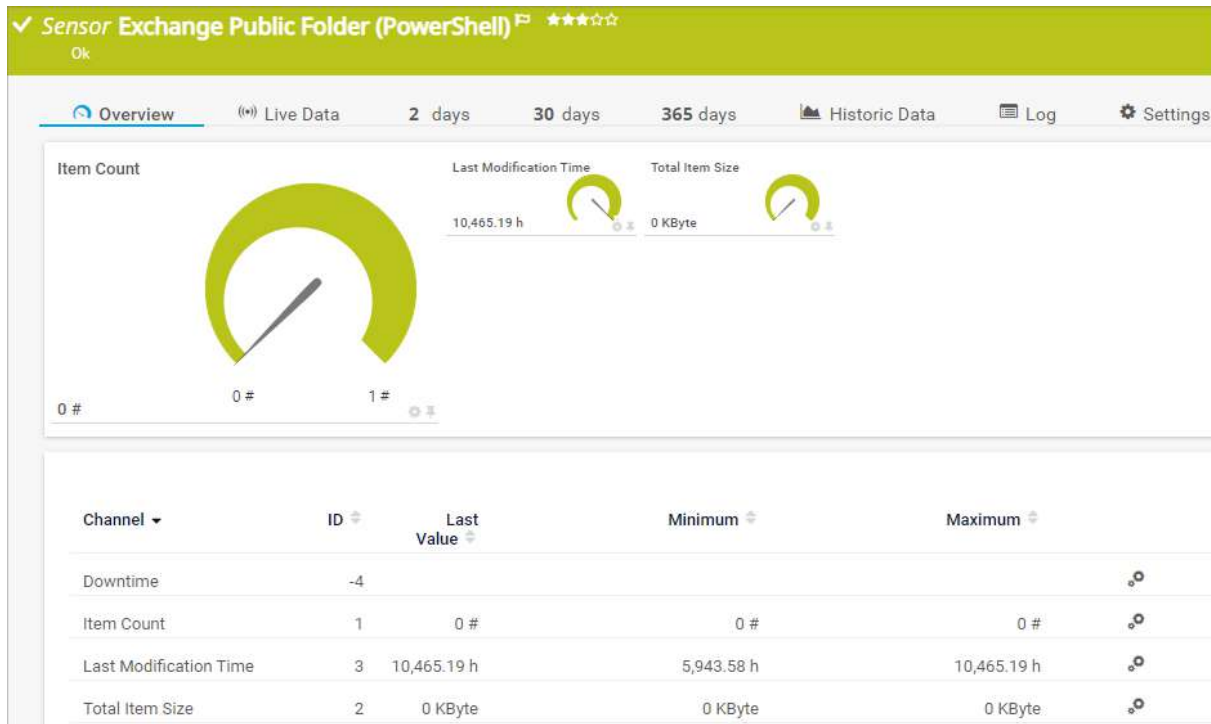 Sensor Exchange Public Folder (PowerShell)
Ok
Overview Live Data 2 days 30 days 365 days Historic Data Log Settings
Item Count
0 #
0 # 1 #
Last Modification Time
10,465.19 h
Total Item Size
0 KByte
Channel ID Last Value Minimum Maximum
Downtime -4
Item Count 1 0 # 0 # 0 #
Last Modification Time 3 10,465.19 h 5,943.58 h 10,465.19 h
Total Item Size 2 0 KByte 0 KByte 0 KByte